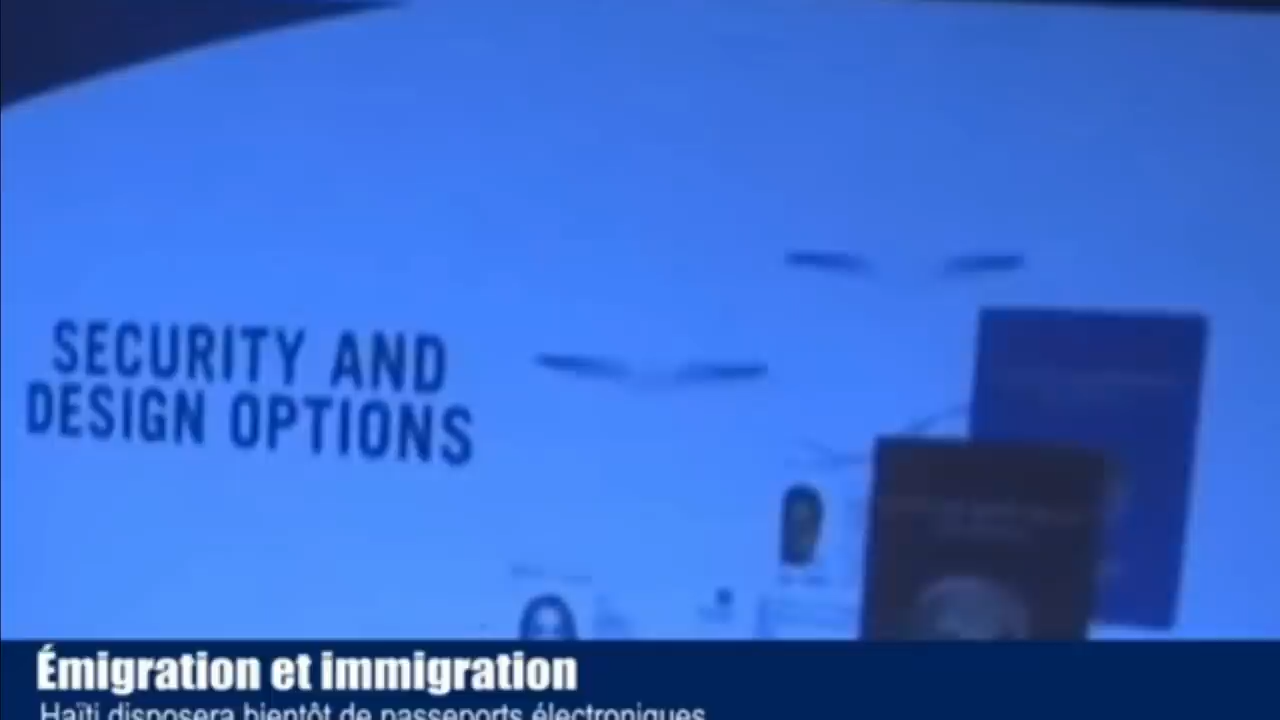 SECURITY AND
DESIGN OPTIONS
Émigration et immigration
Haïti disposera bientôt de passeports électroniques